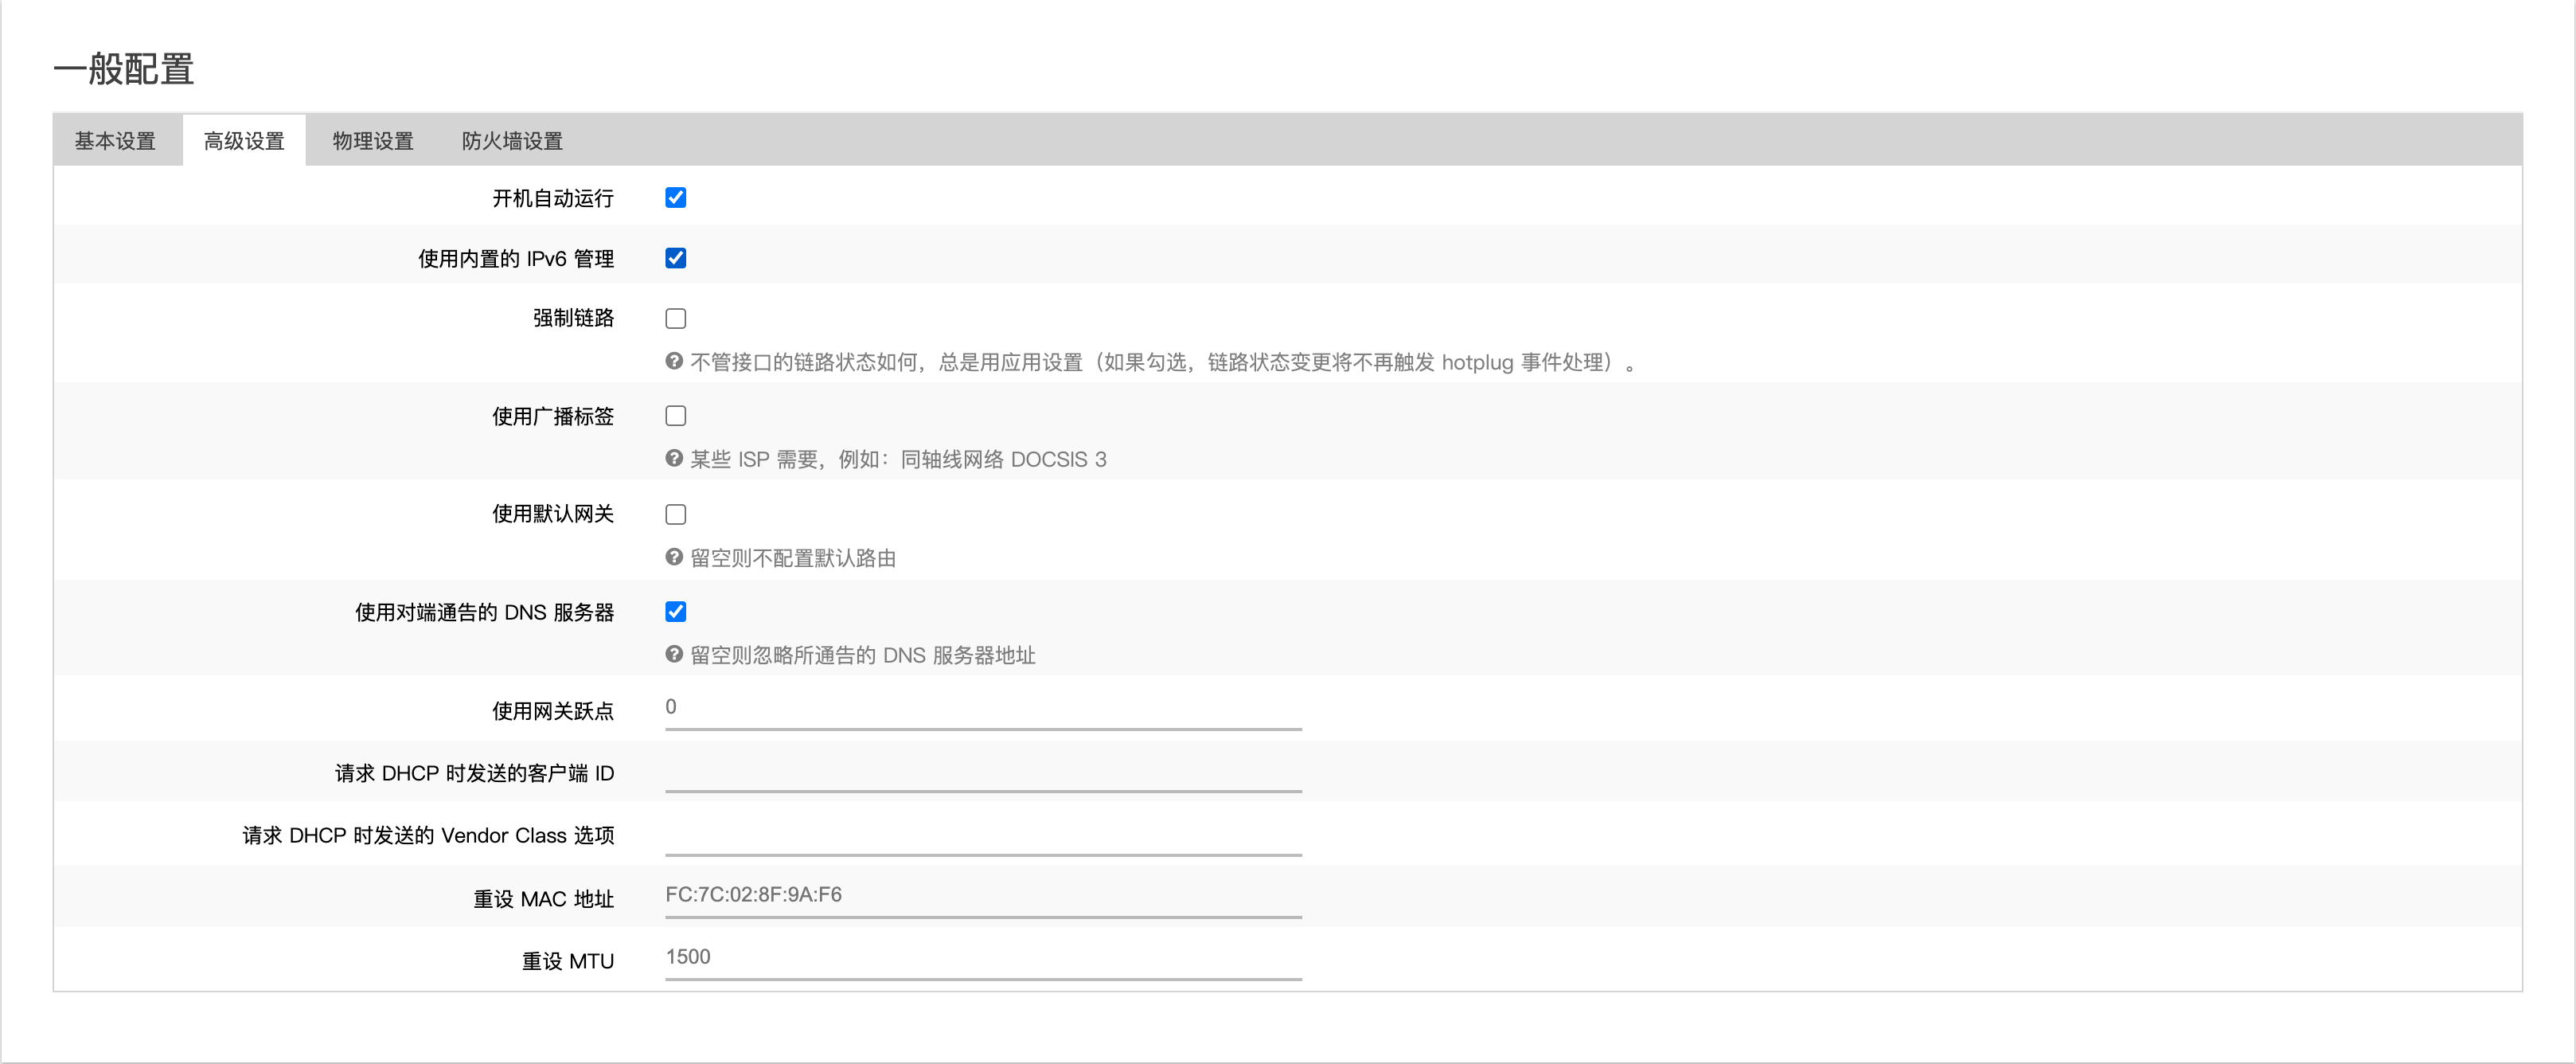 一般配置
基本设置 高级设置 物理设置 防火墙设置
开机自动运行
使用内置的 IPv6 管理
强制链路
不管接口的链路状态如何，总是用应用设置（如果勾选，链路状态变更将不再触发 hotplug 事件处理）。
使用广播标签
某些 ISP 需要，例如：同轴线网络 DOCSIS 3
使用默认网关
留空则不配置默认路由
使用对端通告的 DNS 服务器
留空则忽略所通告的 DNS 服务器地址
使用网关跃点 0
请求 DHCP 时发送的客户端 ID
请求 DHCP 时发送的 Vendor Class 选项
重设 MAC 地址 FC:7C:02:8F:9A:F6
重设 MTU 1500